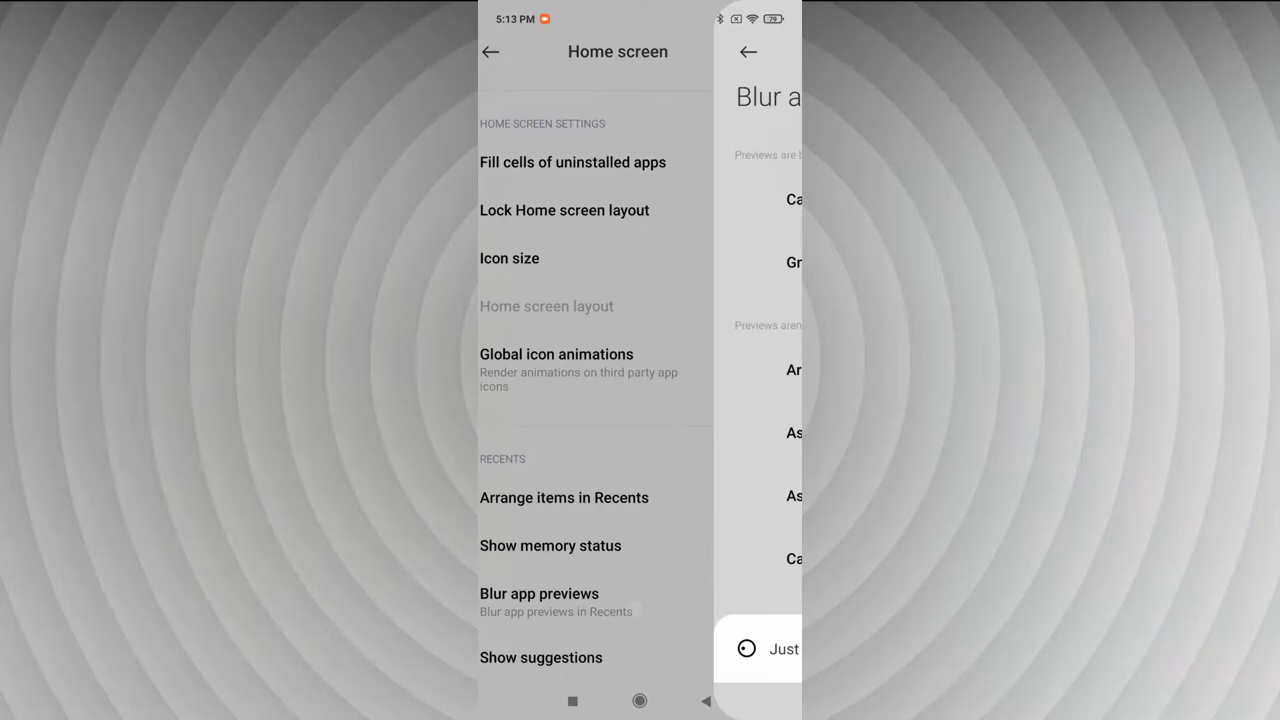 5:13 PM
79
Home screen
HOME SCREEN SETTINGS
Fill cells of uninstalled apps
Lock Home screen layout
Icon size
Home screen layout
Global icon animations
Render animations on third party app
icons
RECENTS
Arrange items in Recents
Show memory status
Blur app previews
Blur app previews in Recents
Show suggestions
Blur a
Previews are b
Ca
Gr
Previews aren
Ar
As
As
Ca
Just